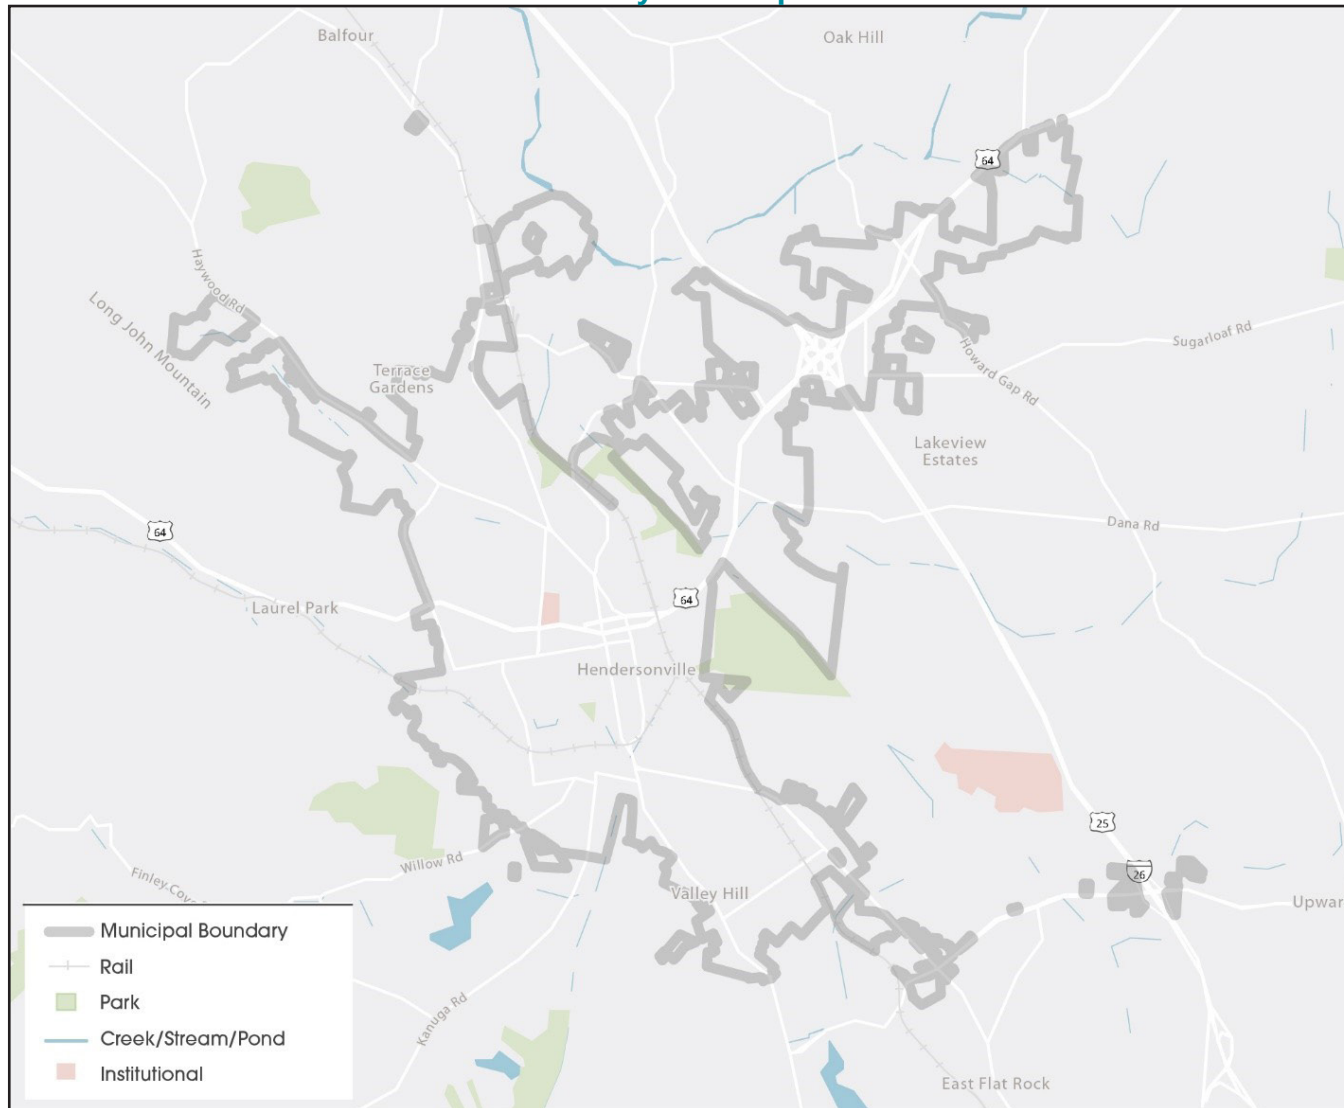 Balfour
Oak Hill
64
Haywood Rd
Long John Mountain
Terrace
Gardens
Sugarloaf Rd
Howard Gap Rd
Lakeview
Estates
64
Dana Rd
Laurel Park
64
Hendersonville
25
Willow Rd
26
Valley Hill
Kanuga Rd
East Flat Rock
Municipal Boundary
Rail
Park
Creek/Stream/Pond
Institutional